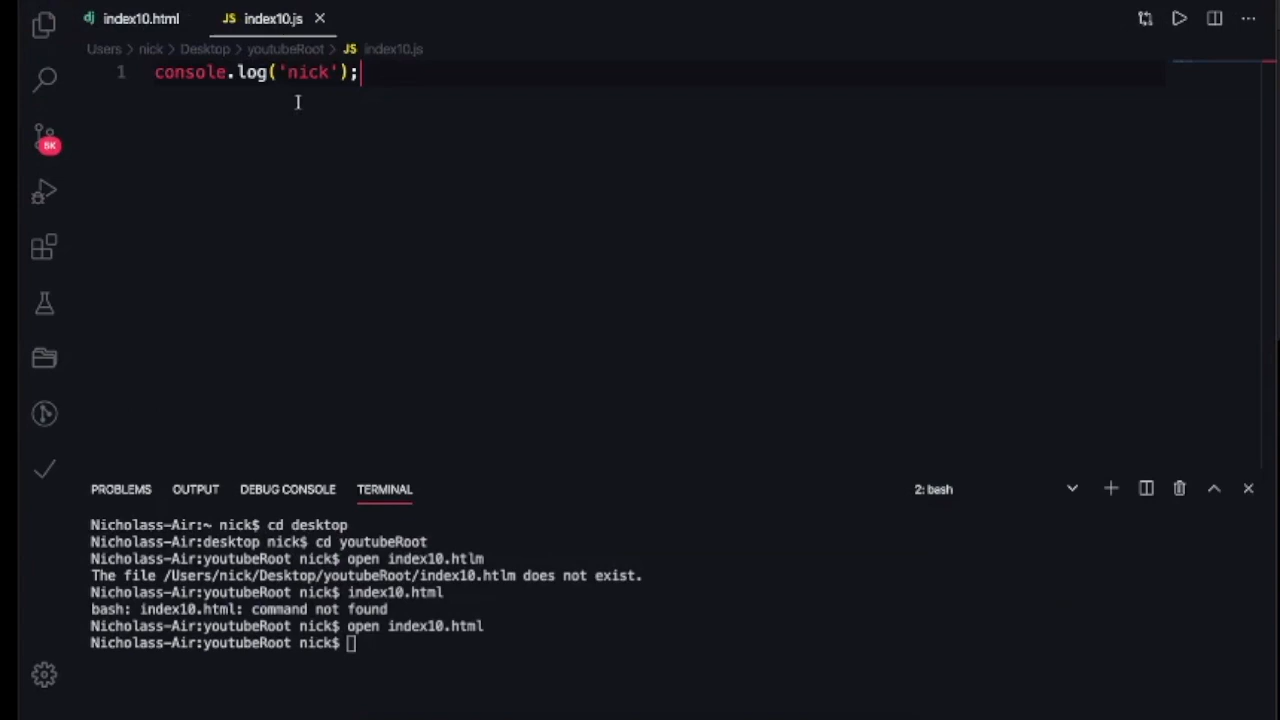 dj index10.html JS index10.js
Users > nick > Desktop > youtubeRoot > JS index10.js
1 console.log('nick');
PROBLEMS OUTPUT DEBUG CONSOLE TERMINAL 2: bash
Nicholass-Air:~ nick$ cd desktop
Nicholass-Air:desktop nick$ cd youtubeRoot
Nicholass-Air:youtubeRoot nick$ open index10.htlm
The file /Users/nick/Desktop/youtubeRoot/index10.htlm does not exist.
Nicholass-Air:youtubeRoot nick$ index10.html
bash: index10.html: command not found
Nicholass-Air:youtubeRoot nick$ open index10.html
Nicholass-Air:youtubeRoot nick$